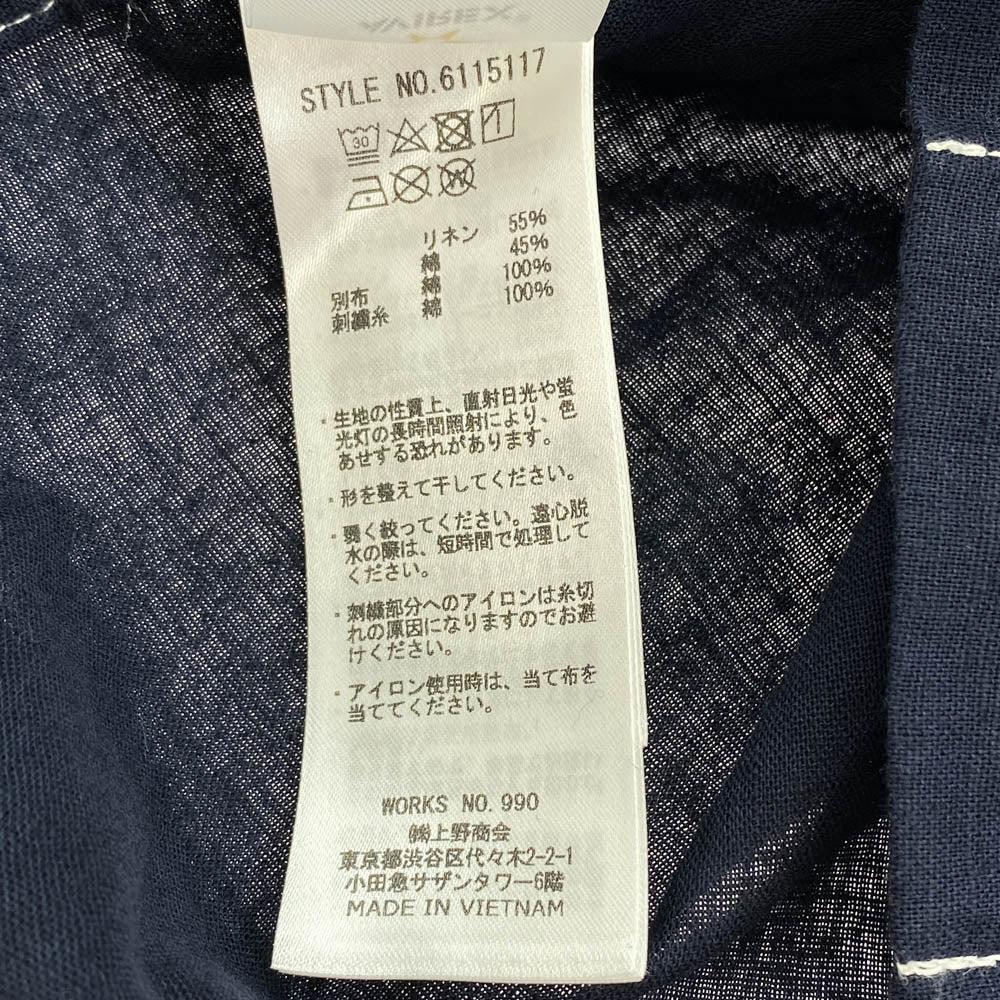 AVIREX
STYLE NO.6115117
30
W
リネン 55%
綿 45%
別布 綿 100%
刺繍糸 綿 100%
・生地の性質上、直射日光や蛍
光灯の長時間照射により、色
あせする恐れがあります。
・形を整えて干してください。
・弱く絞ってください。遠心脱
水の際は、短時間で処理して
ください。
・刺繍部分へのアイロンは糸切
れの原因になりますのでお避
けください。
・アイロン使用時は、当て布を
当ててください。
WORKS NO. 990
㈱上野商会
東京都渋谷区代々木2-2-1
小田急サザンタワー6階
MADE IN VIETNAM